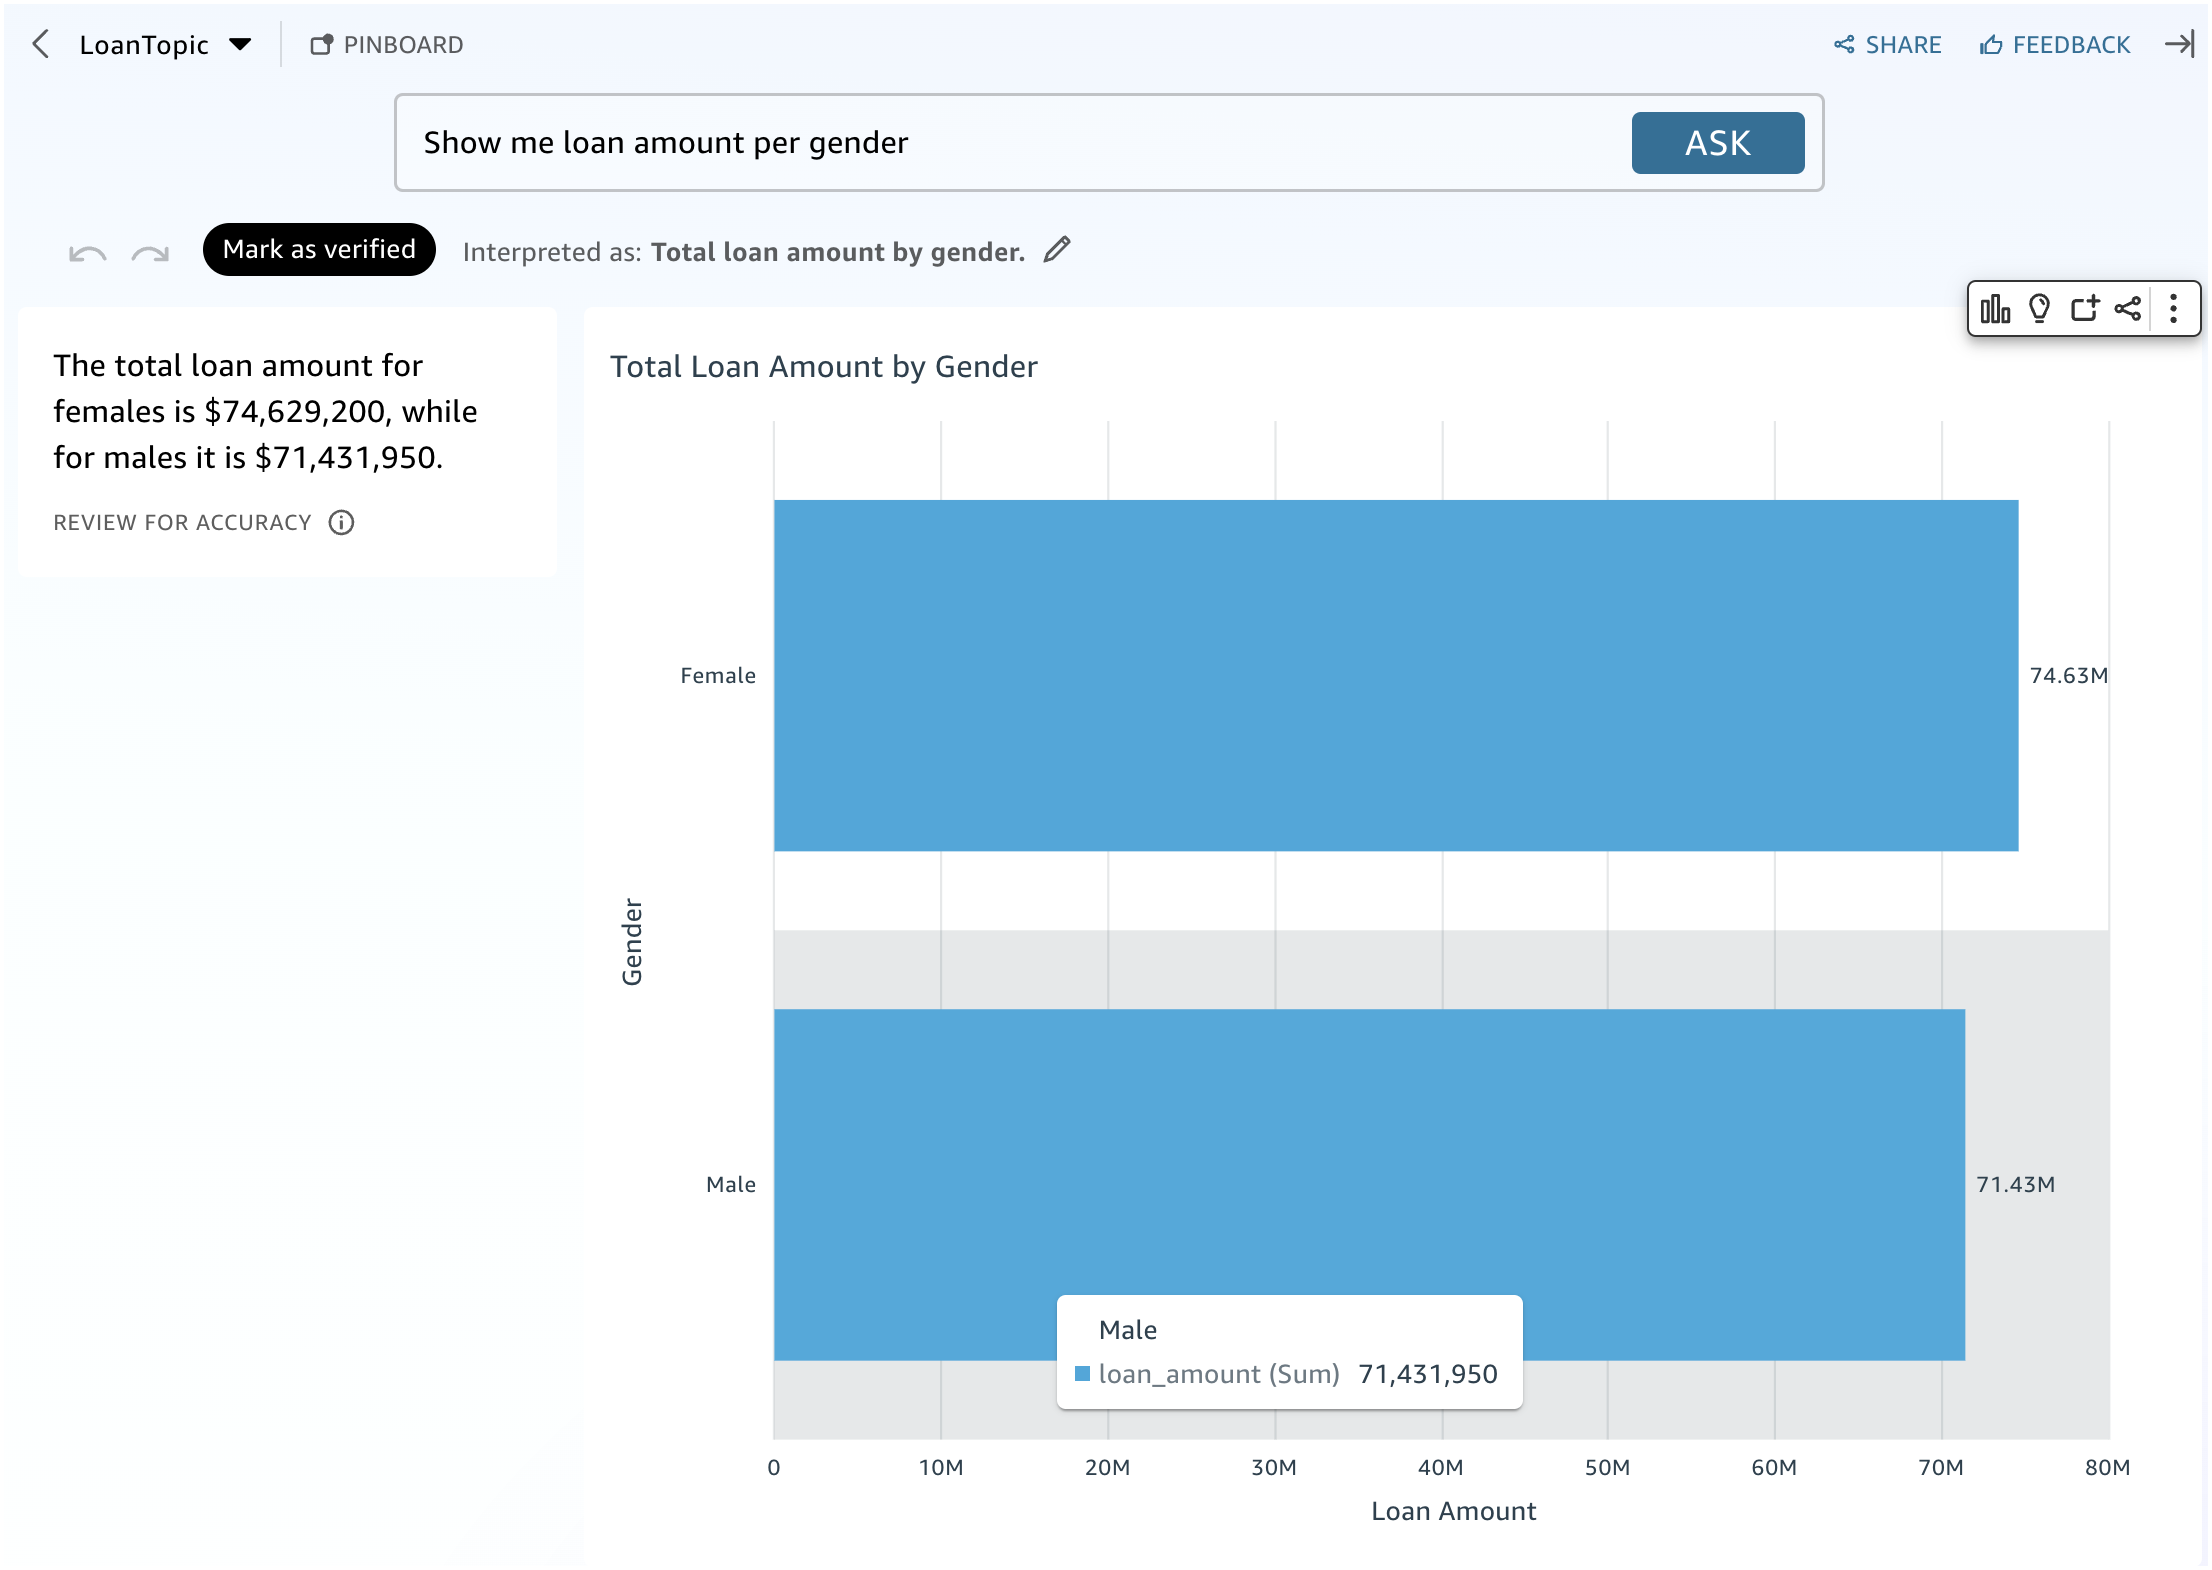 LoanTopic
PINBOARD
SHARE
FEEDBACK
Show me loan amount per gender
ASK
Mark as verified
Interpreted as: Total loan amount by gender.
The total loan amount for
females is $74,629,200, while
for males it is $71,431,950.
REVIEW FOR ACCURACY
Total Loan Amount by Gender
Gender
Female
74.63M
Male
71.43M
Male
loan_amount (Sum) 71,431,950
0 10M 20M 30M 40M 50M 60M 70M 80M
Loan Amount